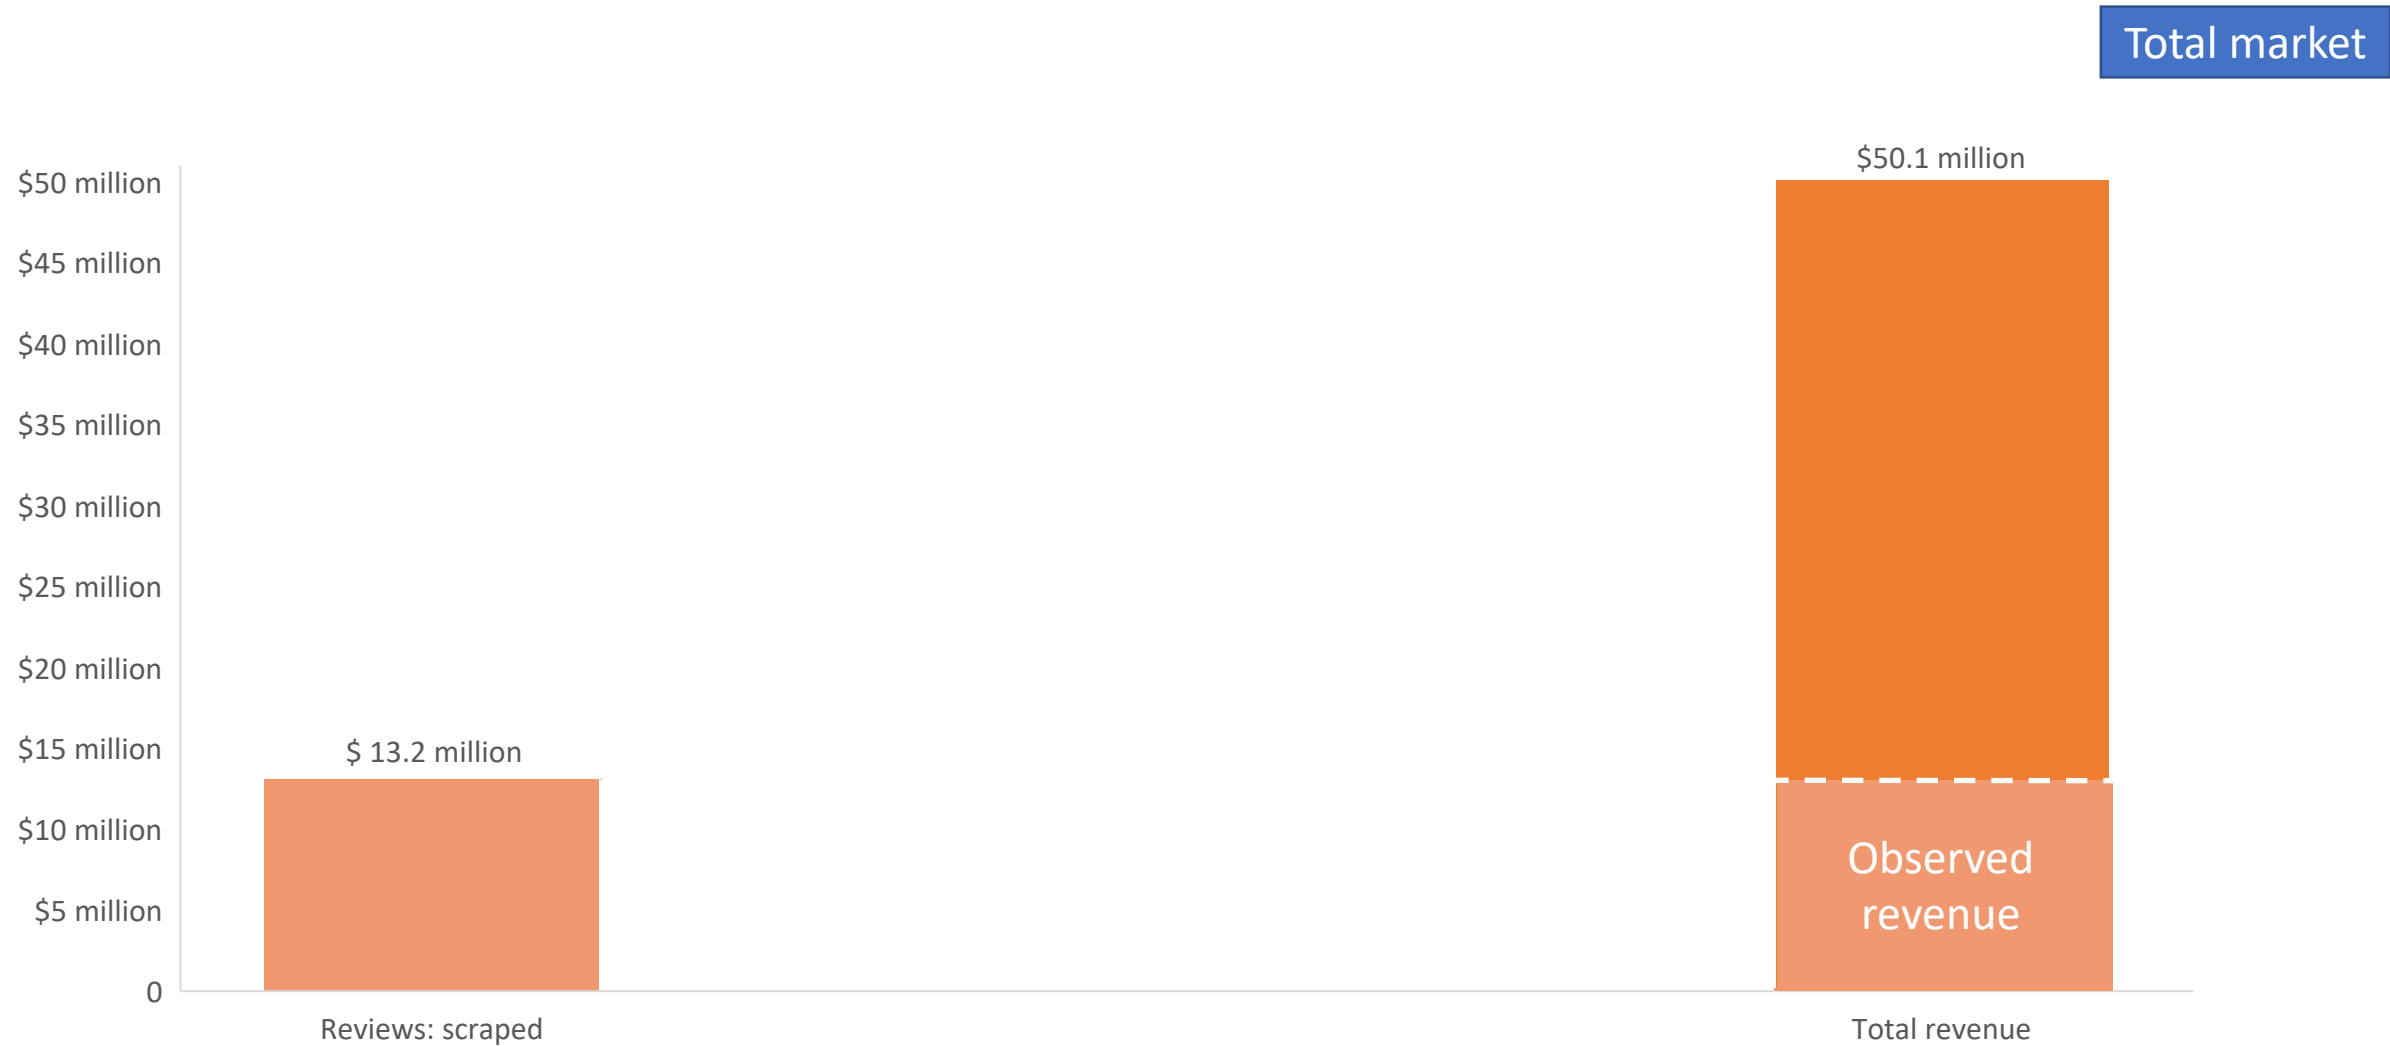 Total market
$50.1 million
$50 million
$45 million
$40 million
$35 million
$30 million
$25 million
$20 million
$15 million
$ 13.2 million
$10 million
Observed
revenue
$5 million
0
Reviews: scraped
Total revenue